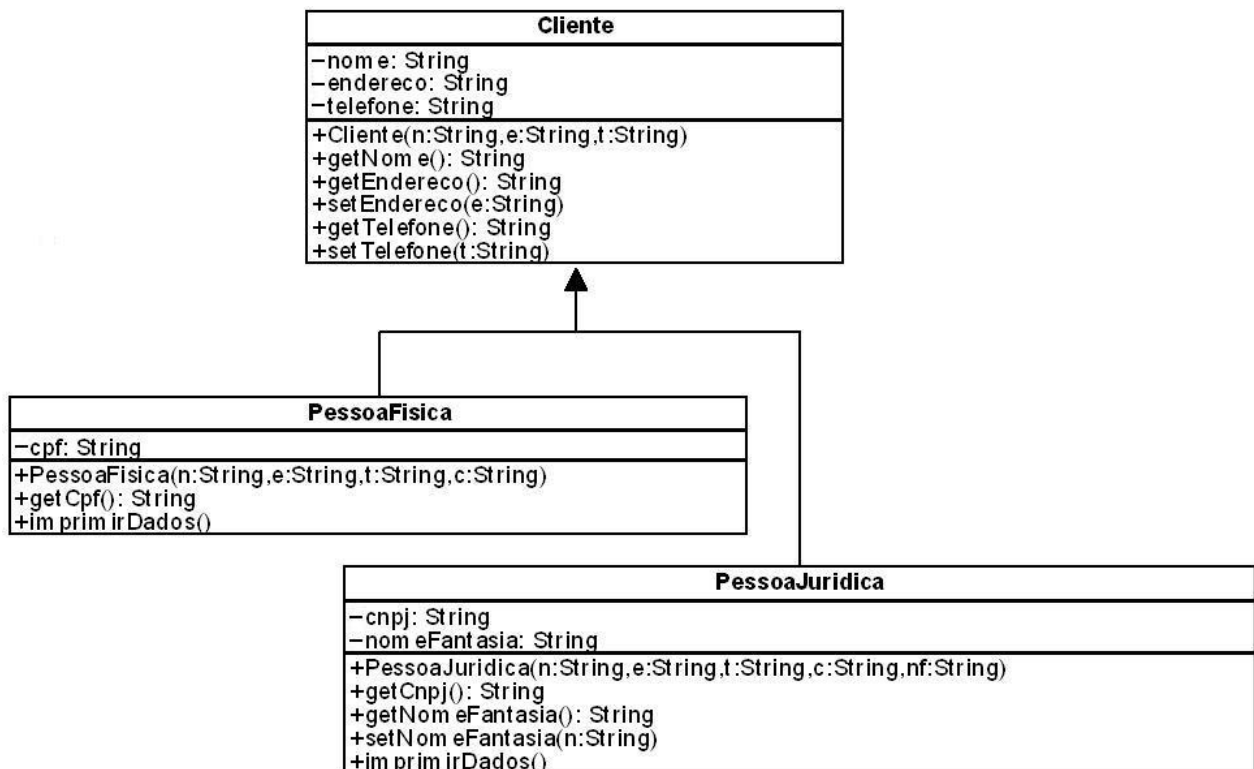 Cliente
−nome: String
−endereco: String
−telefone: String
+Cliente(n:String,e:String,t:String)
+getNome(): String
+getEndereco(): String
+setEndereco(e:String)
+getTelefone(): String
+setTelefone(t:String)
PessoaFisica
−cpf: String
+PessoaFisica(n:String,e:String,t:String,c:String)
+getCpf(): String
+imprimirDados()
PessoaJuridica
−cnpj: String
−nomeFantasia: String
+PessoaJuridica(n:String,e:String,t:String,c:String,nf:String)
+getCnpj(): String
+getNomeFantasia(): String
+setNomeFantasia(n:String)
+imprimirDados()